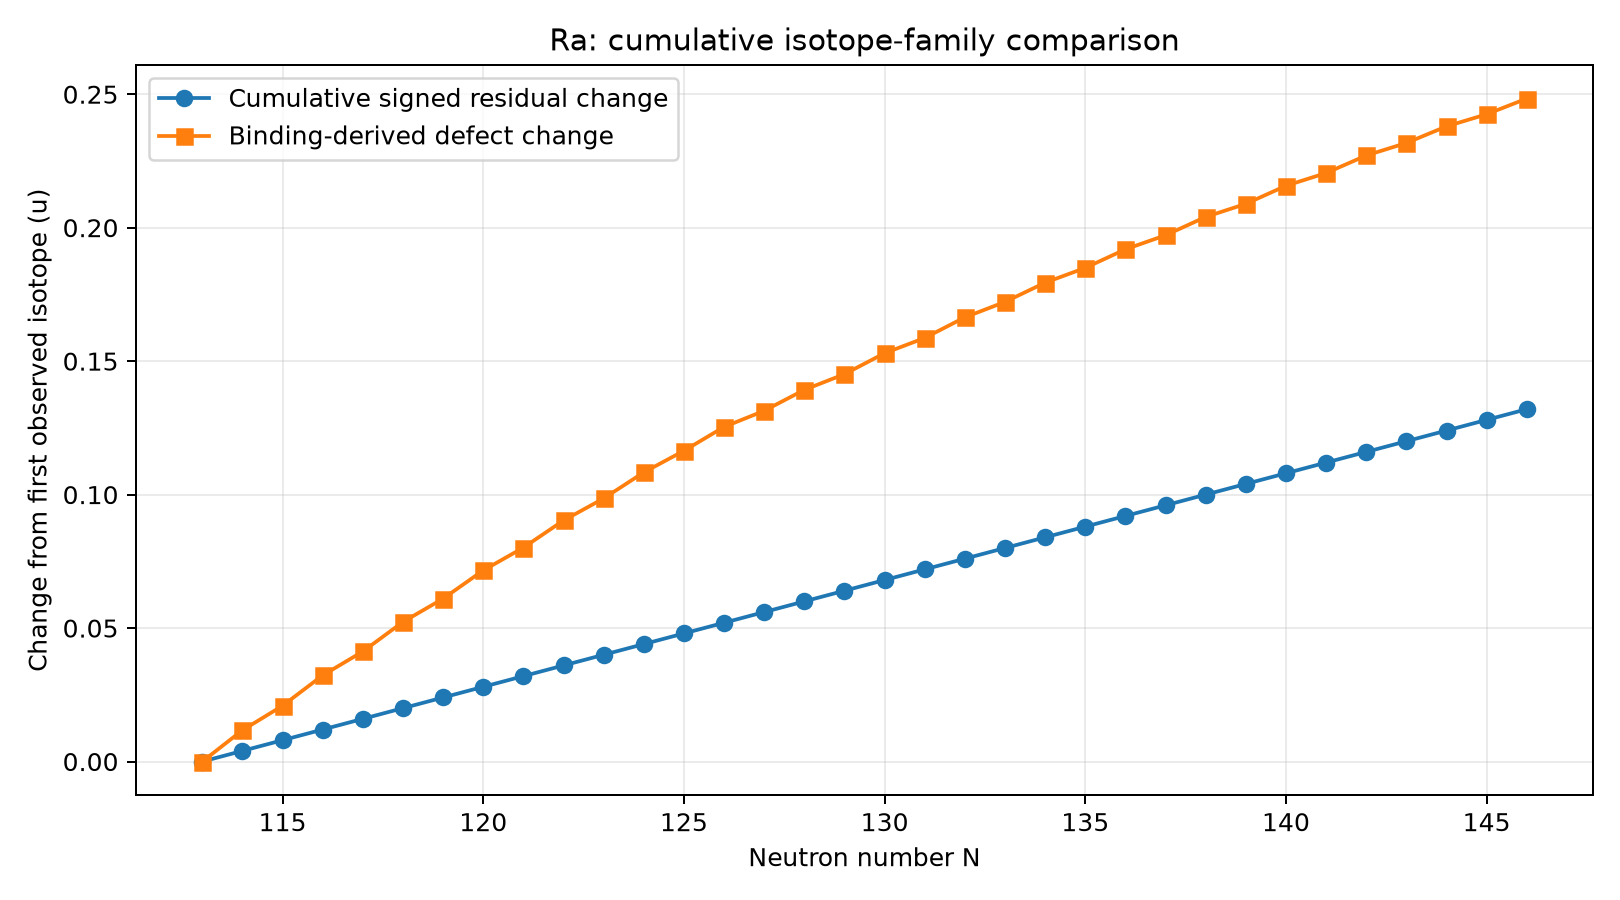 Ra: cumulative isotope-family comparison
Cumulative signed residual change
Binding-derived defect change
Change from first observed isotope (u)
0.25
0.20
0.15
0.10
0.05
0.00
115 120 125 130 135 140 145
Neutron number N